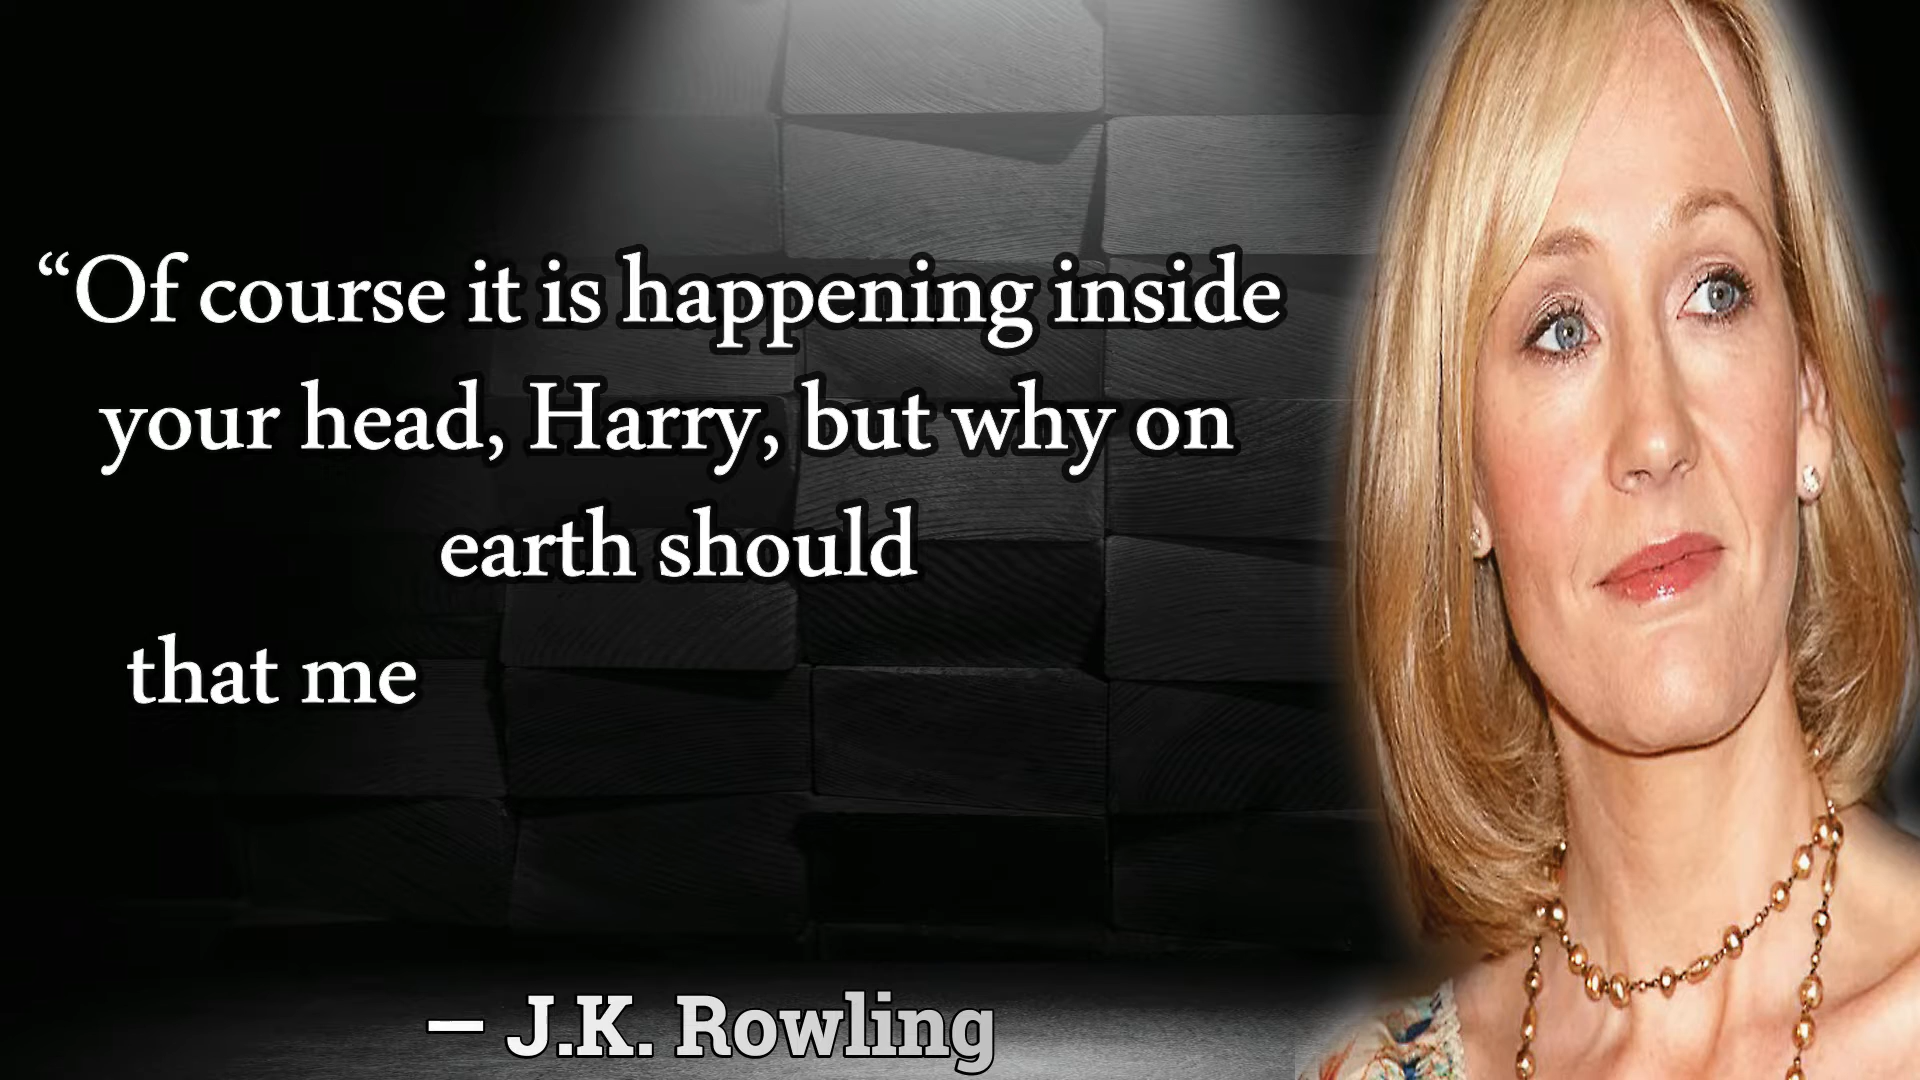 “Of course it is happening inside
your head, Harry, but why on
earth should
that me
— J.K. Rowling